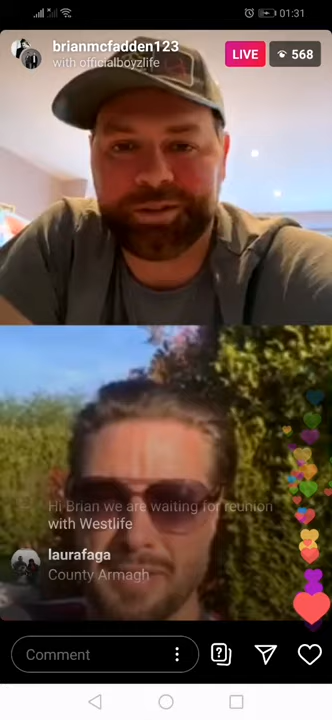 01:31
brianmcfadden123
with officialboyzlife
LIVE
568
Hi Brian we are waiting for reunion
with Westlife
laurafaga
County Armagh
Comment